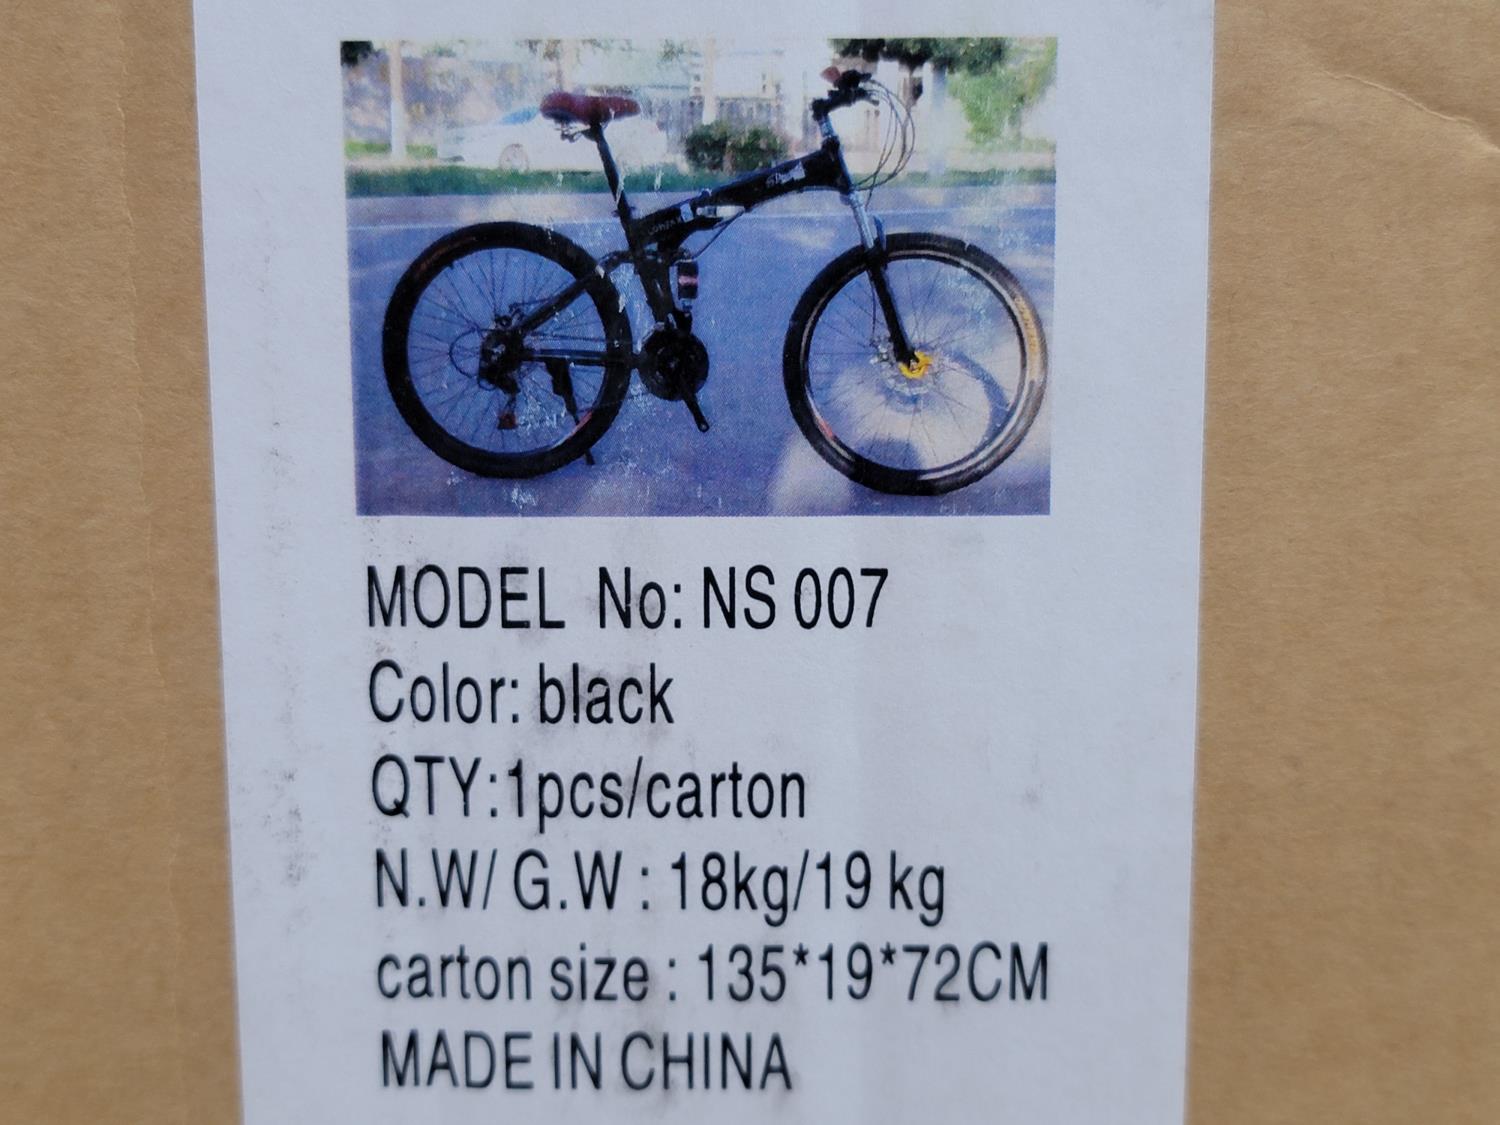 MODEL No: NS 007
Color: black
QTY:1pcs/carton
N.W/ G.W : 18kg/19 kg
carton size : 135*19*72CM
MADE IN CHINA